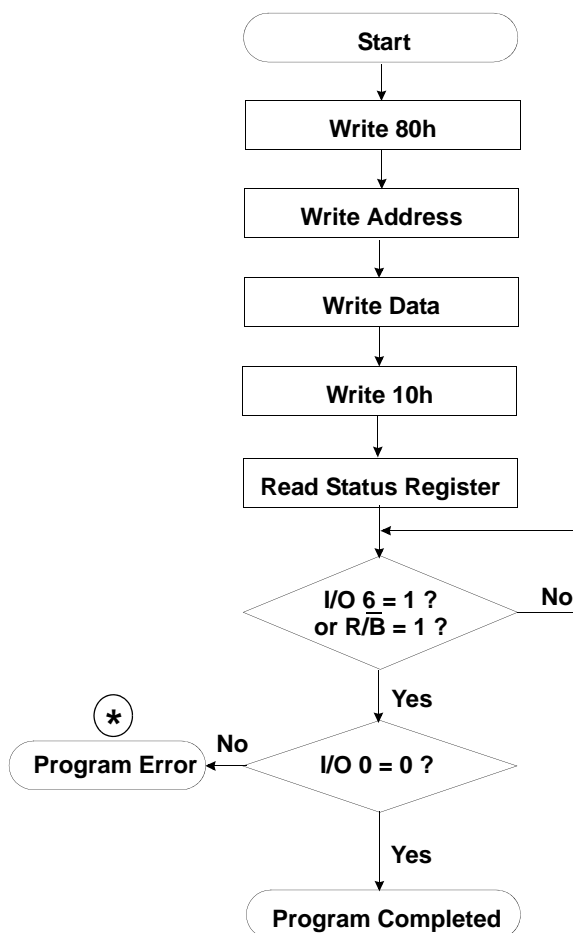 Start
Write 80h
Write Address
Write Data
Write 10h
Read Status Register
I/O 6 = 1 ?
or R/B̅ = 1 ?
No
Yes
*
No
Program Error
I/O 0 = 0 ?
Yes
Program Completed